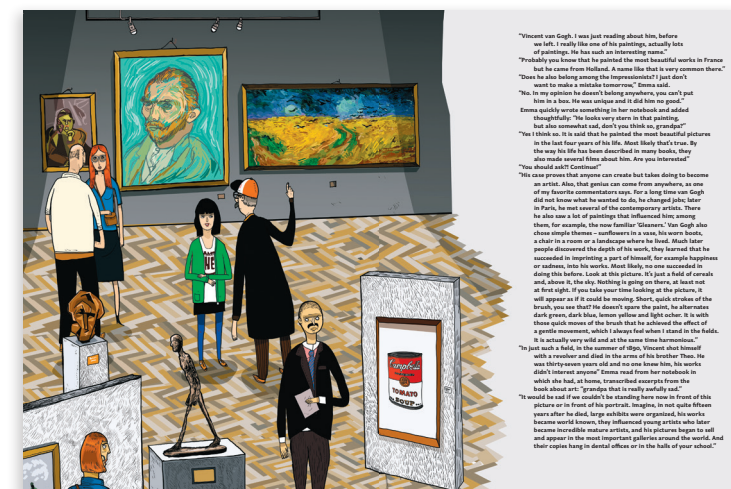 "Vincent van Gogh. I was just reading about him, before
we left. I really like one of his paintings, actually lots
of paintings. He has such an interesting name."
"Probably you know that he painted the most beautiful works in France
but he came from Holland. A name like that is very common there."
"Does he also belong among the Impressionists? I just don't
want to make a mistake tomorrow," Emma said.
"No. In my opinion he doesn't belong anywhere, you can't put
him in a box. He was unique and it did him no good."
Emma quickly wrote something in her notebook and added
thoughtfully: "He looks very stern in that painting,
but also somewhat sad, don't you think so, grandpa?"
"Yes I think so. It is said that he painted the most beautiful pictures
in the last four years of his life. Most likely that's true. By
the way his life has been described in many books, they
also made several films about him. Are you interested"
"You should ask?! Continue!"
"His case proves that anyone can create but takes doing to become
an artist. Also, that genius can come from anywhere, as one
of my favorite commentators says. For a long time van Gogh
did not know what he wanted to do, he changed jobs; later
in Paris, he met several of the contemporary artists. There
he also saw a lot of paintings that influenced him; among
them, for example, the now familiar 'Gleaners.' Van Gogh also
chose simple themes – sunflowers in a vase, his worn boots,
a chair in a room or a landscape where he lived. Much later
people discovered the depth of his work, they learned that he
succeeded in imprinting a part of himself, for example happiness
or sadness, into his works. Most likely, no one succeeded in
doing this before. Look at this picture. It's just a field of cereals
and, above it, the sky. Nothing is going on there, at least not
at first sight. If you take your time looking at the picture, it
will appear as if it could be moving. Short, quick strokes of the
brush, you see that? He doesn't spare the paint, he alternates
dark green, dark blue, lemon yellow and light ocher. It is with
those quick moves of the brush that he achieved the effect of
a gentle movement, which I always feel when I stand in the fields.
It is actually very wild and at the same time harmonious."
"In just such a field, in the summer of 1890, Vincent shot himself
with a revolver and died in the arms of his brother Theo. He
was thirty-seven years old and no one knew him, his works
didn't interest anyone" Emma read from her notebook in
which she had, at home, transcribed excerpts from the
book about art: "grandpa that is really awfully sad."
"It would be sad if we couldn't be standing here now in front of this
picture or in front of his portrait. Imagine, in not quite fifteen
years after he died, large exhibits were organized, his works
became world known, they influenced young artists who later
became incredible mature artists, and his pictures began to sell
and appear in the most important galleries around the world. And
their copies hang in dental offices or in the halls of your school."
Campbell's
TOMATO
SOUP